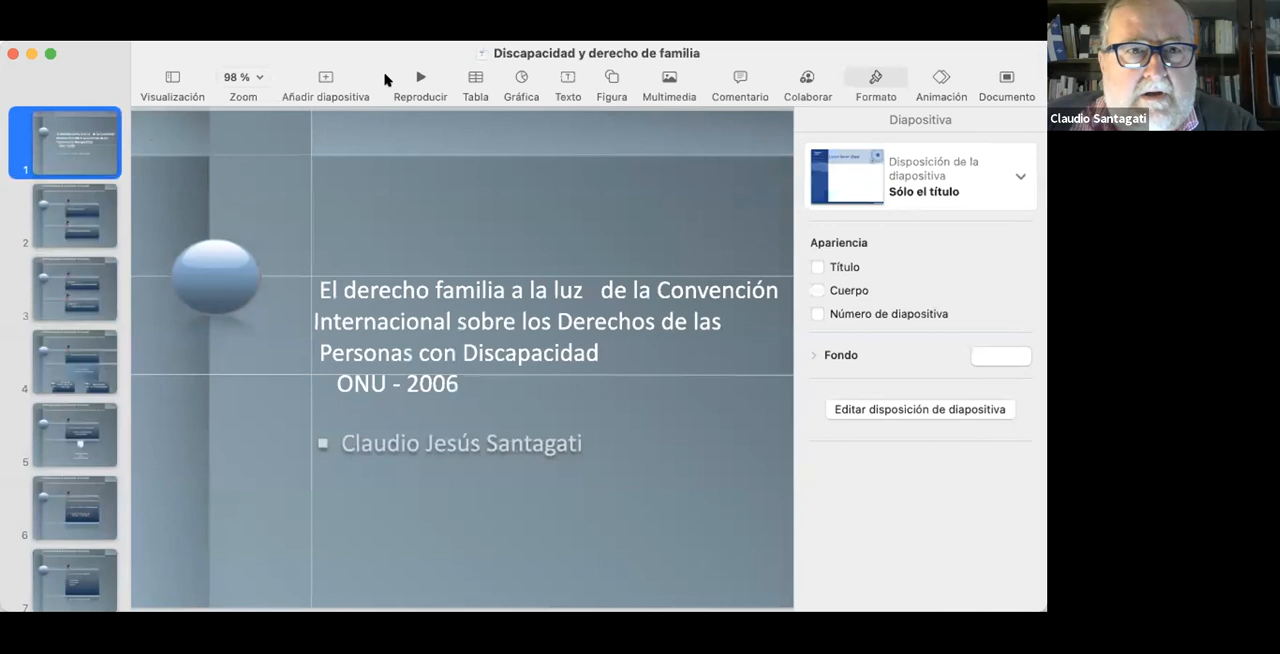 Discapacidad y derecho de familia
98 %
Visualización
Zoom
Añadir diapositiva
Reproducir
Tabla
Gráfica
Texto
Figura
Multimedia
Comentario
Colaborar
Formato
Animación
Documento
1
2
3
4
5
6
7
El derecho familia a la luz de la Convención
Internacional sobre los Derechos de las
Personas con Discapacidad
ONU - 2006
Claudio Jesús Santagati
Diapositiva
Disposición de la
diapositiva
Sólo el título
Apariencia
Título
Cuerpo
Número de diapositiva
Fondo
Editar disposición de diapositiva
Claudio Santagati